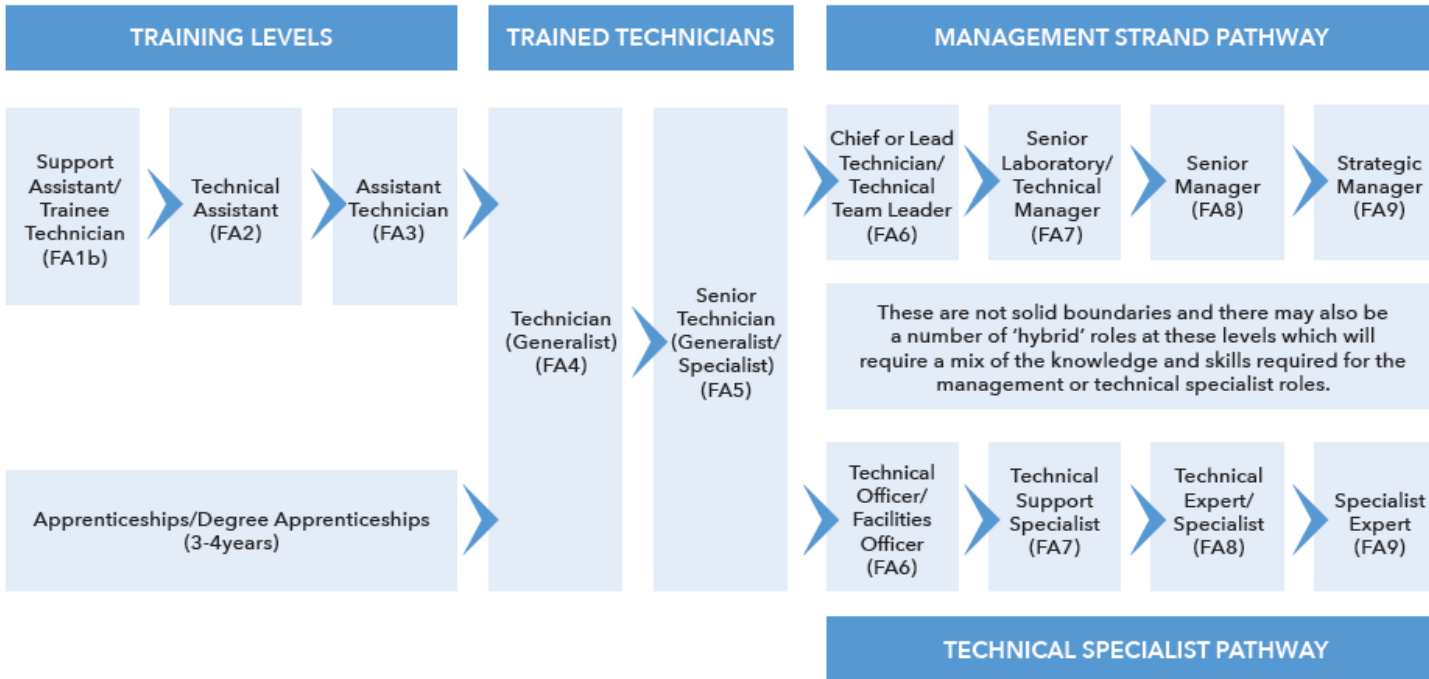 TRAINING LEVELS
TRAINED TECHNICIANS
MANAGEMENT STRAND PATHWAY
Support
Assistant/
Trainee
Technician
(FA1b)
Technical
Assistant
(FA2)
Assistant
Technician
(FA3)
Apprenticeships/Degree Apprenticeships
(3-4years)
Technician
(Generalist)
(FA4)
Senior
Technician
(Generalist/
Specialist)
(FA5)
Chief or Lead
Technician/
Technical
Team Leader
(FA6)
Senior
Laboratory/
Technical
Manager
(FA7)
Senior
Manager
(FA8)
Strategic
Manager
(FA9)
These are not solid boundaries and there may also be
a number of ‘hybrid’ roles at these levels which will
require a mix of the knowledge and skills required for the
management or technical specialist roles.
Technical
Officer/
Facilities
Officer
(FA6)
Technical
Support
Specialist
(FA7)
Technical
Expert/
Specialist
(FA8)
Specialist
Expert
(FA9)
TECHNICAL SPECIALIST PATHWAY